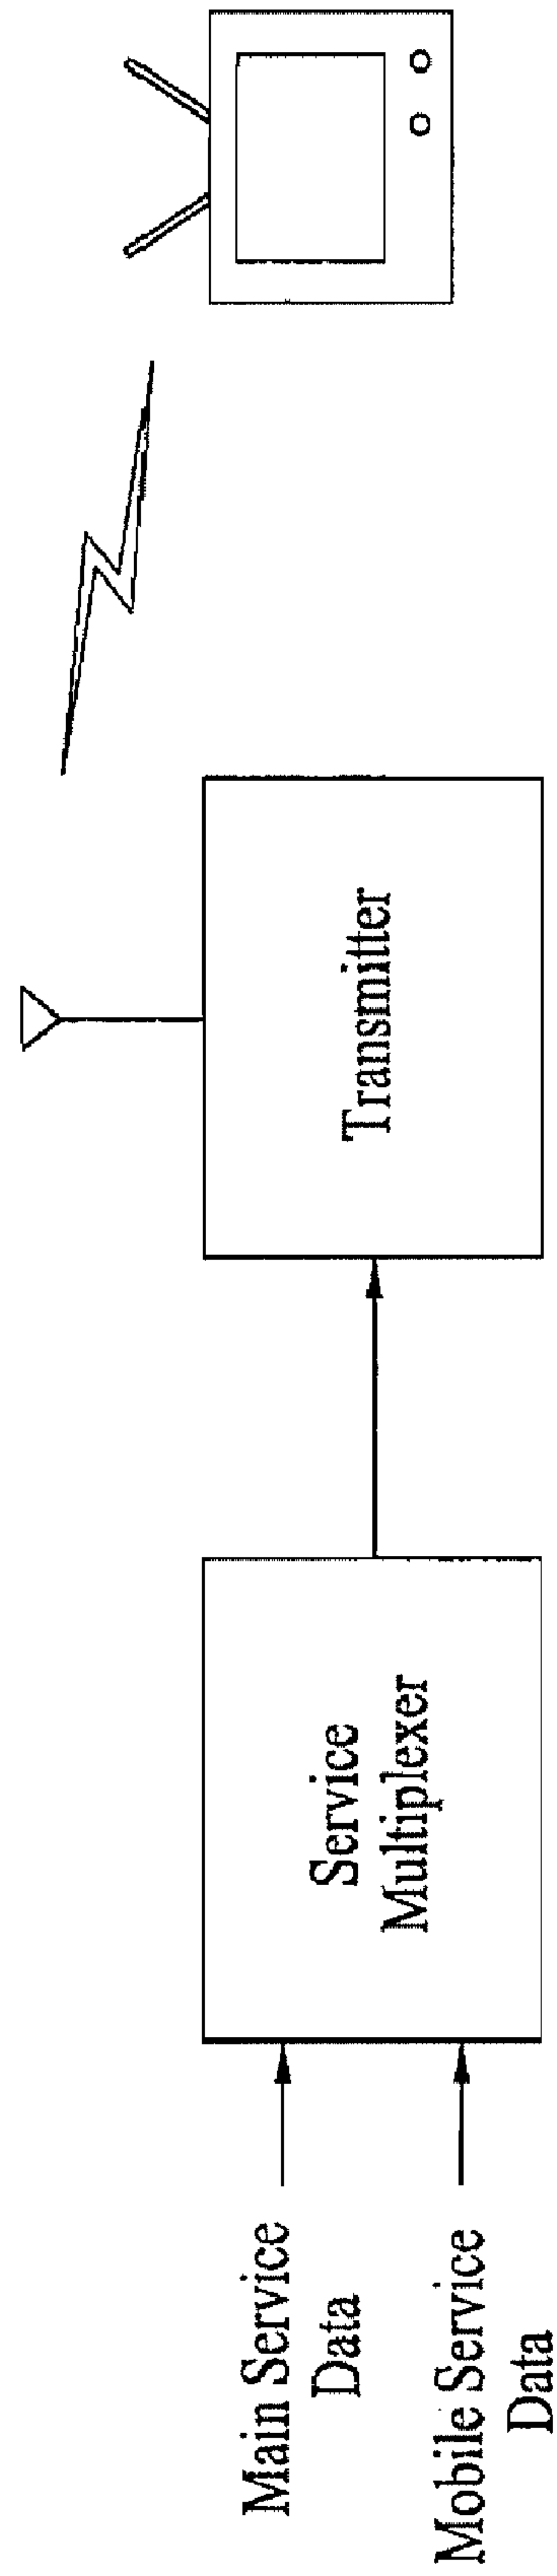 Main Service
Data
Mobile Service
Data
Service
Multiplexer
Transmitter